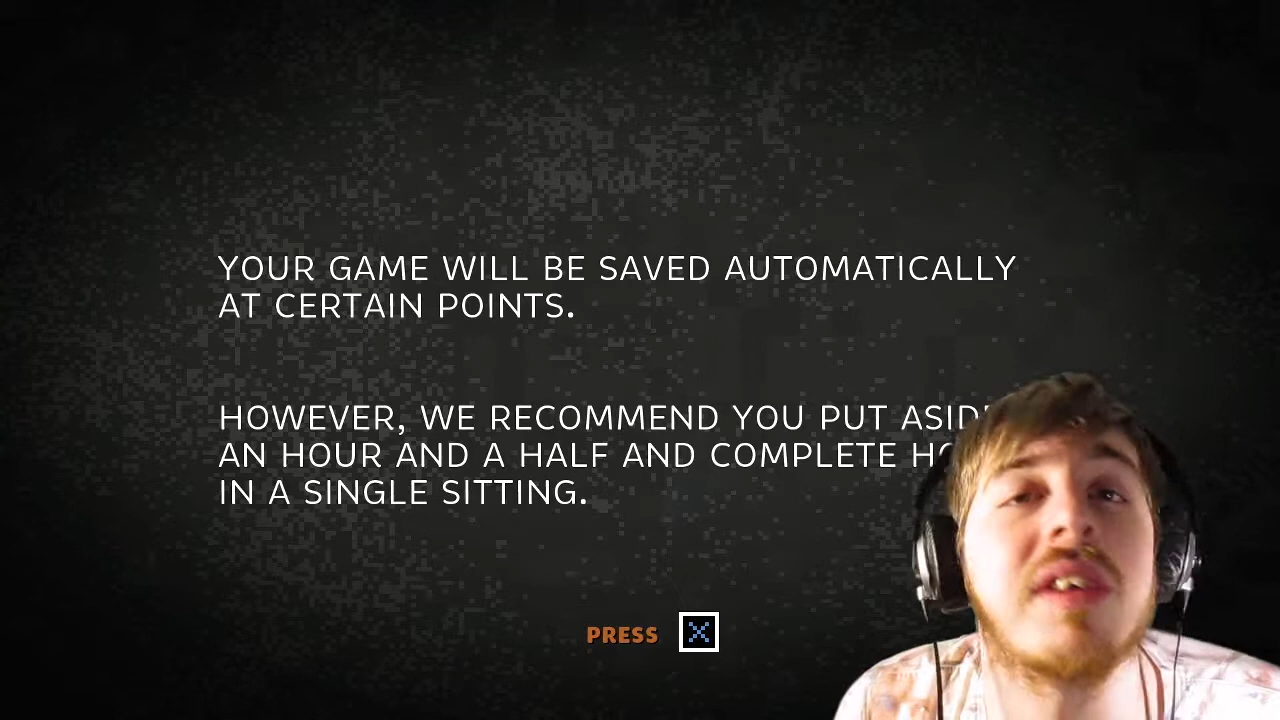 YOUR GAME WILL BE SAVED AUTOMATICALLY
AT CERTAIN POINTS.
HOWEVER, WE RECOMMEND YOU PUT
AN HOUR AND A HALF AND COMPLETE
IN A SINGLE SITTING.
PRESS X